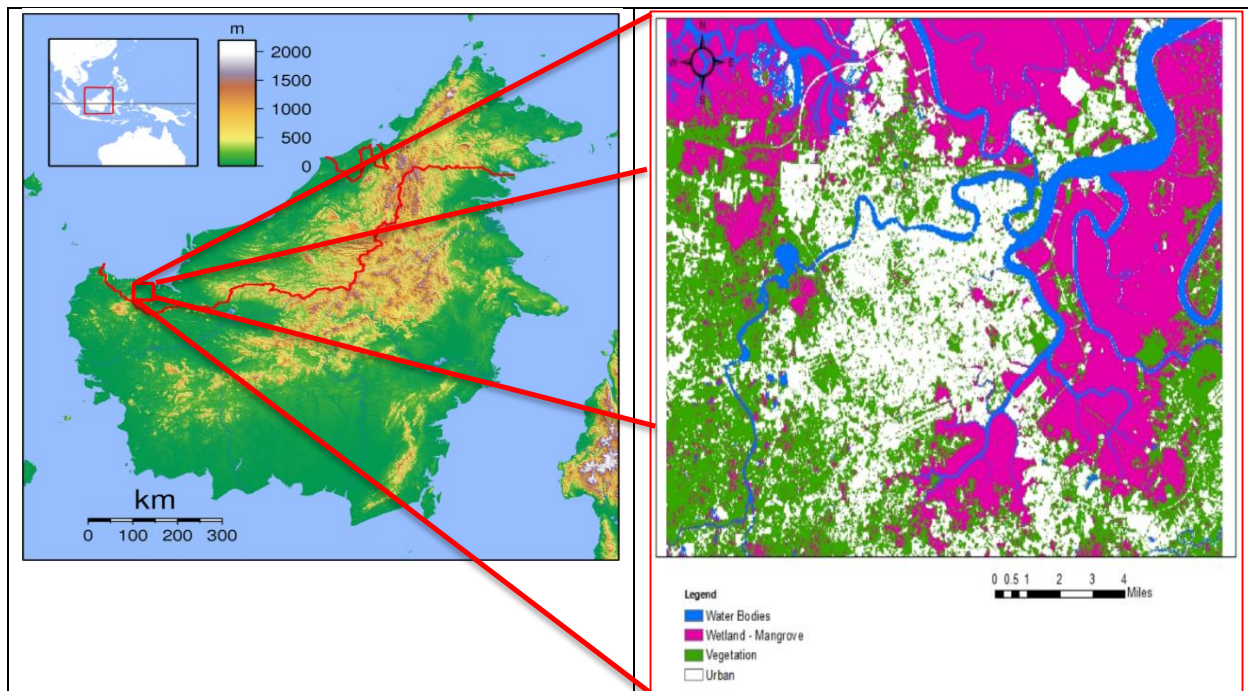 m
2000
1500
1000
500
0
km
0 100 200 300
N
W E
S
0 0.5 1 2 3 4
Miles
Legend
Water Bodies
Wetland - Mangrove
Vegetation
Urban